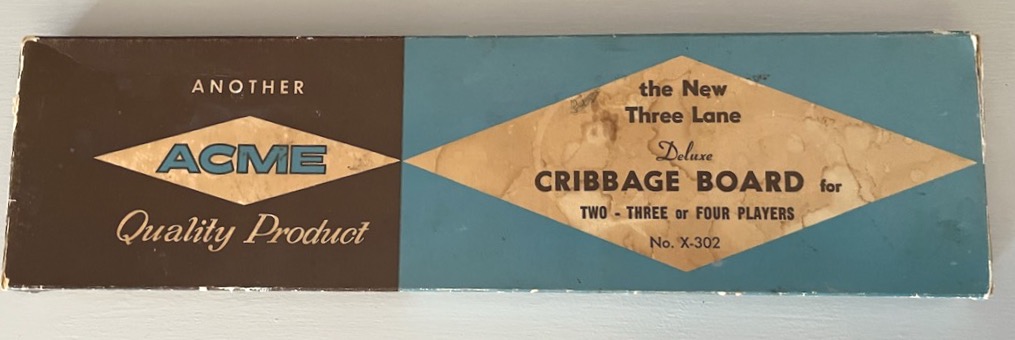 ANOTHER
ACME
Quality Product
the New
Three Lane
Deluxe
CRIBBAGE BOARD for
TWO - THREE or FOUR PLAYERS
No. X-302